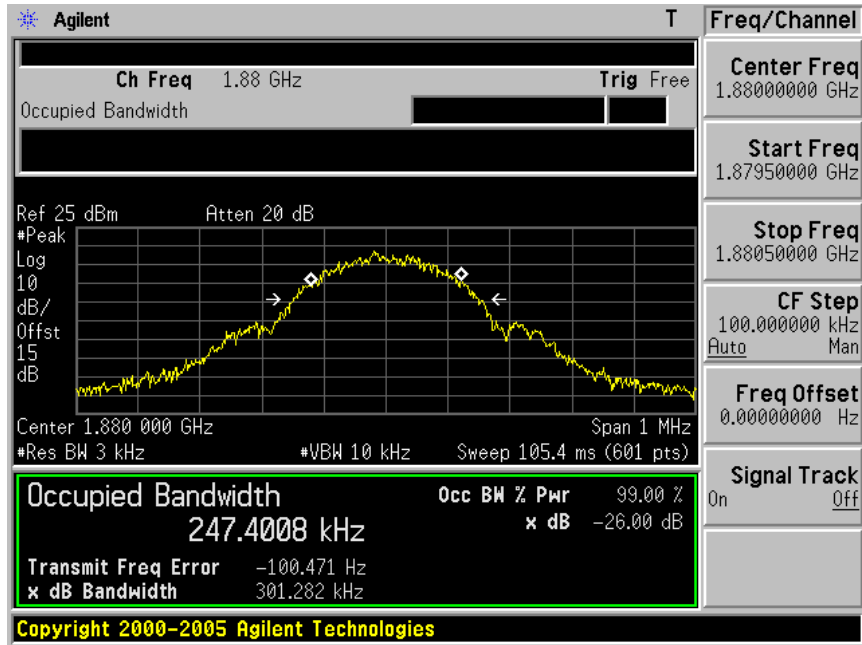 Agilent T
Freq/Channel
Ch Freq 1.88 GHz Trig Free
Occupied Bandwidth
Center Freq
1.88000000 GHz
Start Freq
1.87950000 GHz
Stop Freq
1.88050000 GHz
CF Step
100.000000 kHz
Auto Man
Freq Offset
0.00000000 Hz
Signal Track
On Off
Ref 25 dBm Atten 20 dB
#Peak
Log
10
dB/
Offst
15
dB
Center 1.880 000 GHz Span 1 MHz
#Res BW 3 kHz #VBW 10 kHz Sweep 105.4 ms (601 pts)
Occupied Bandwidth Occ BW % Pwr 99.00 %
247.4008 kHz x dB -26.00 dB
Transmit Freq Error -100.471 Hz
x dB Bandwidth 301.282 kHz
Copyright 2000-2005 Agilent Technologies